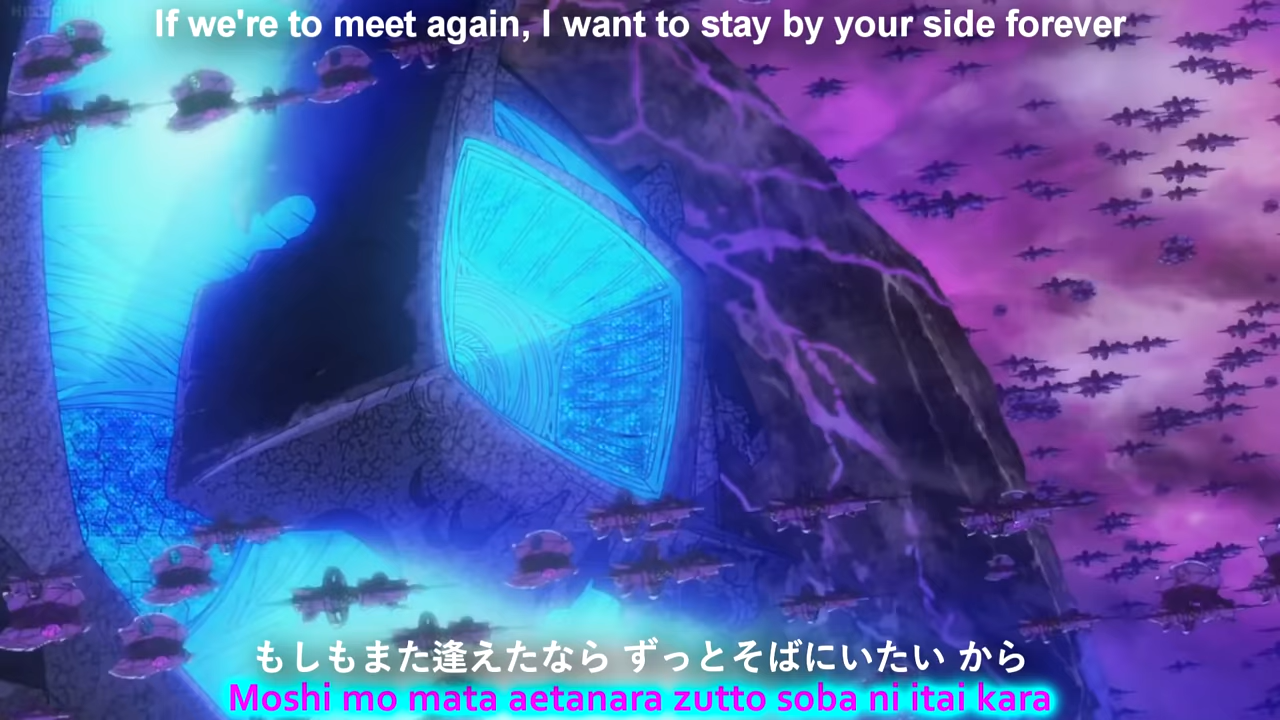 If we're to meet again, I want to stay by your side forever
もしもまた逢えたなら ずっとそばにいたい から
Moshi mo mata aetanara zutto soba ni itai kara